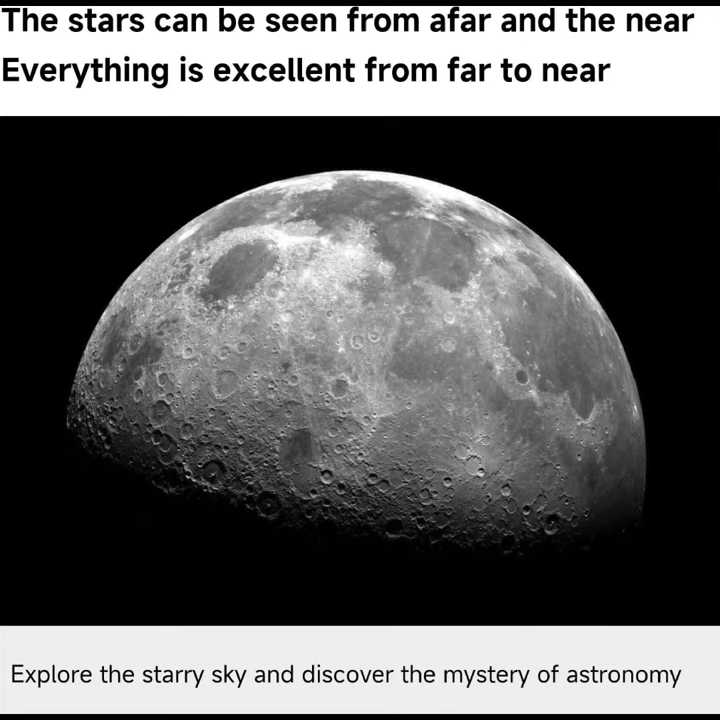 The stars can be seen from afar and the near
Everything is excellent from far to near
Explore the starry sky and discover the mystery of astronomy